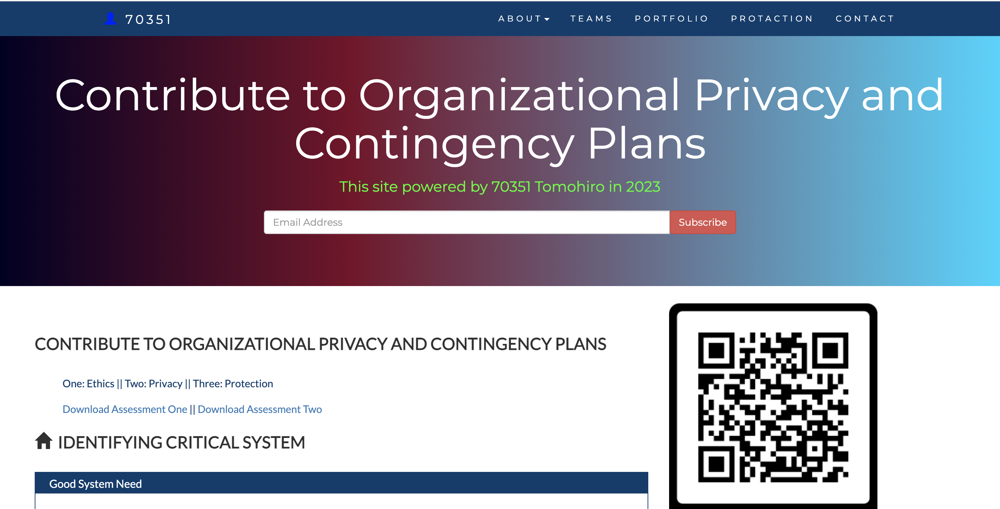 70351
ABOUT TEAMS PORTFOLIO PROTACTION CONTACT
Contribute to Organizational Privacy and
Contingency Plans
This site powered by 70351 Tomohiro in 2023
Email Address Subscribe
CONTRIBUTE TO ORGANIZATIONAL PRIVACY AND CONTINGENCY PLANS
One: Ethics || Two: Privacy || Three: Protection
Download Assessment One || Download Assessment Two
IDENTIFYING CRITICAL SYSTEM
Good System Need